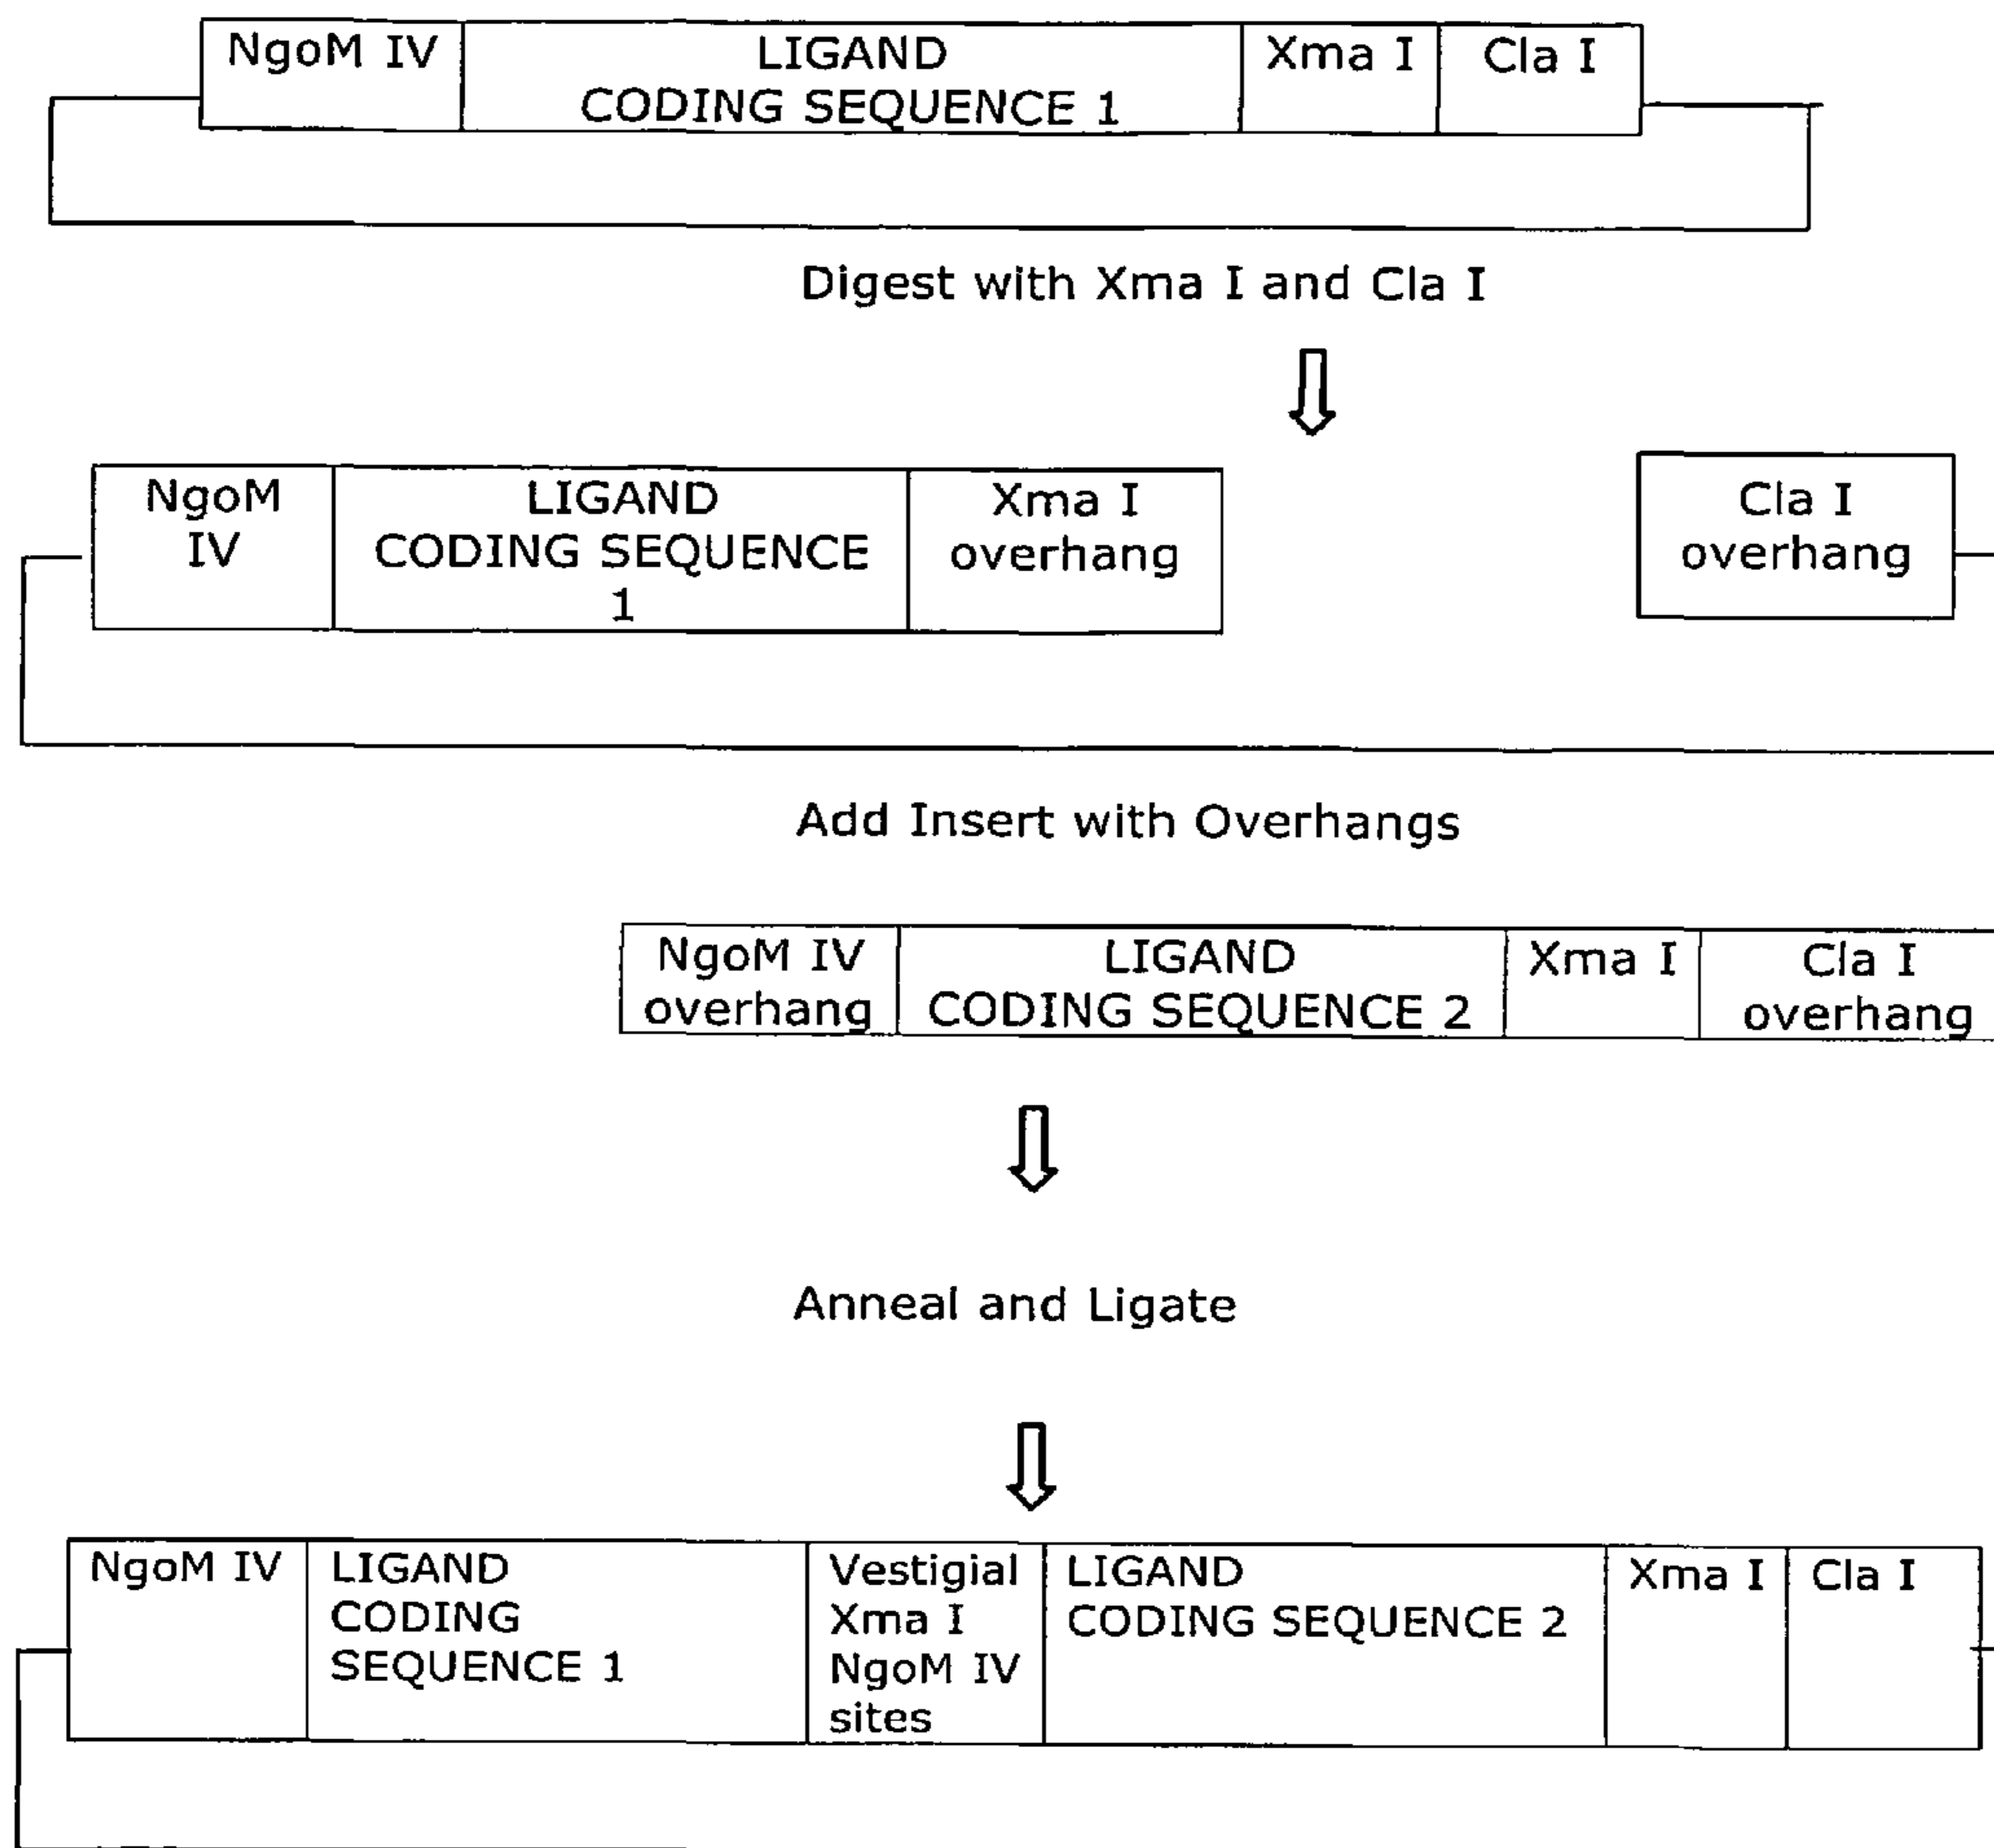 NgoM IV
LIGAND
CODING SEQUENCE 1
Xma I
Cla I
Digest with Xma I and Cla I
NgoM
IV
LIGAND
CODING SEQUENCE
1
Xma I
overhang
Cla I
overhang
Add Insert with Overhangs
NgoM IV
overhang
LIGAND
CODING SEQUENCE 2
Xma I
Cla I
overhang
Anneal and Ligate
NgoM IV
LIGAND
CODING
SEQUENCE 1
Vestigial
Xma I
NgoM IV
sites
LIGAND
CODING SEQUENCE 2
Xma I
Cla I